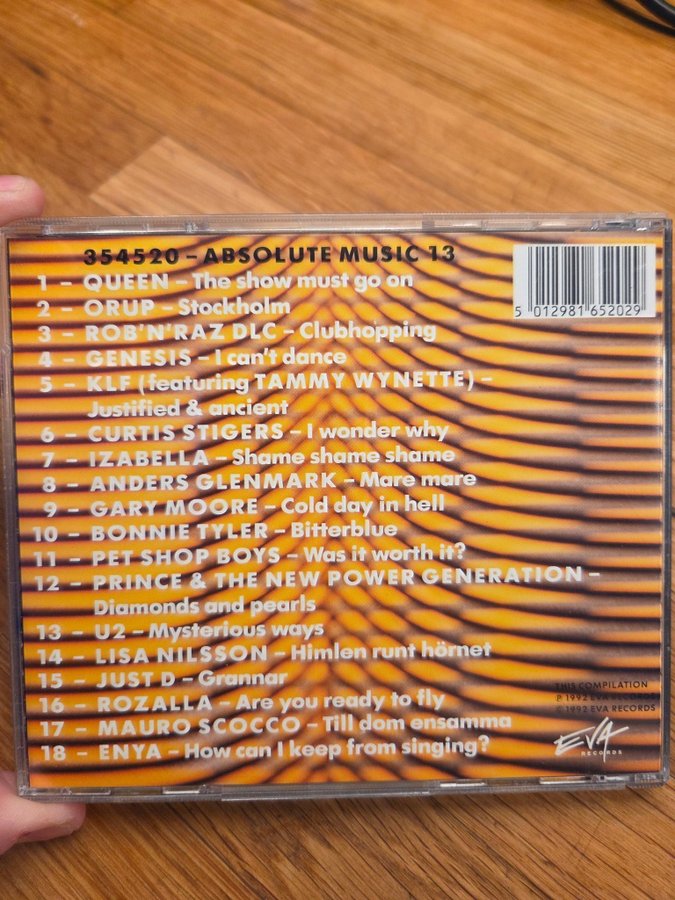 354520 – ABSOLUTE MUSIC 13
1 – QUEEN – The show must go on
2 – ORUP – Stockholm
3 – ROB'N'RAZ DLC – Clubhopping
4 – GENESIS – I can't dance
5 – KLF (featuring TAMMY WYNETTE) –
Justified & ancient
6 – CURTIS STIGERS – I wonder why
7 – IZABELLA – Shame shame shame
8 – ANDERS GLENMARK – Mare mare
9 – GARY MOORE – Cold day in hell
10 – BONNIE TYLER – Bitterblue
11 – PET SHOP BOYS – Was it worth it?
12 – PRINCE & THE NEW POWER GENERATION –
Diamonds and pearls
13 – U2 – Mysterious ways
14 – LISA NILSSON – Himlen runt hörnet
15 – JUST D – Grannar
16 – ROZALLA – Are you ready to fly
17 – MAURO SCOCCO – Till dom ensamma
18 – ENYA – How can I keep from singing?
5 012981 652029
THIS COMPILATION
℗ 1992 EVA RECORDS
© 1992 EVA RECORDS
EVA
RECORDS